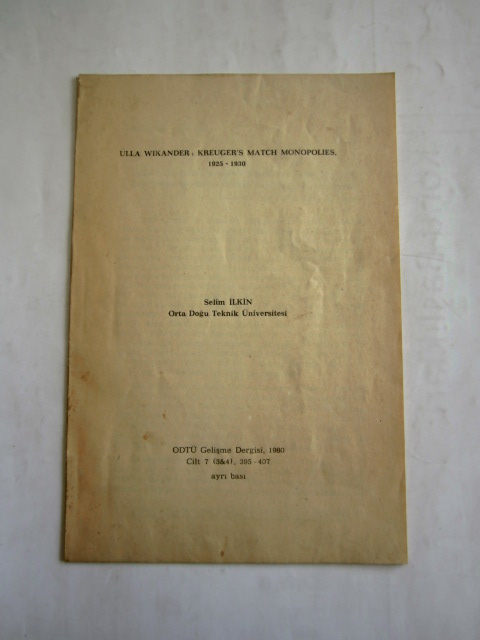 ULLA WIKANDER : KREUGER'S MATCH MONOPOLIES,
1925 - 1930
Selim İLKİN
Orta Doğu Teknik Üniversitesi
ODTÜ Gelişme Dergisi, 1980
Cilt 7 (3&4), 395-407
ayrı bası